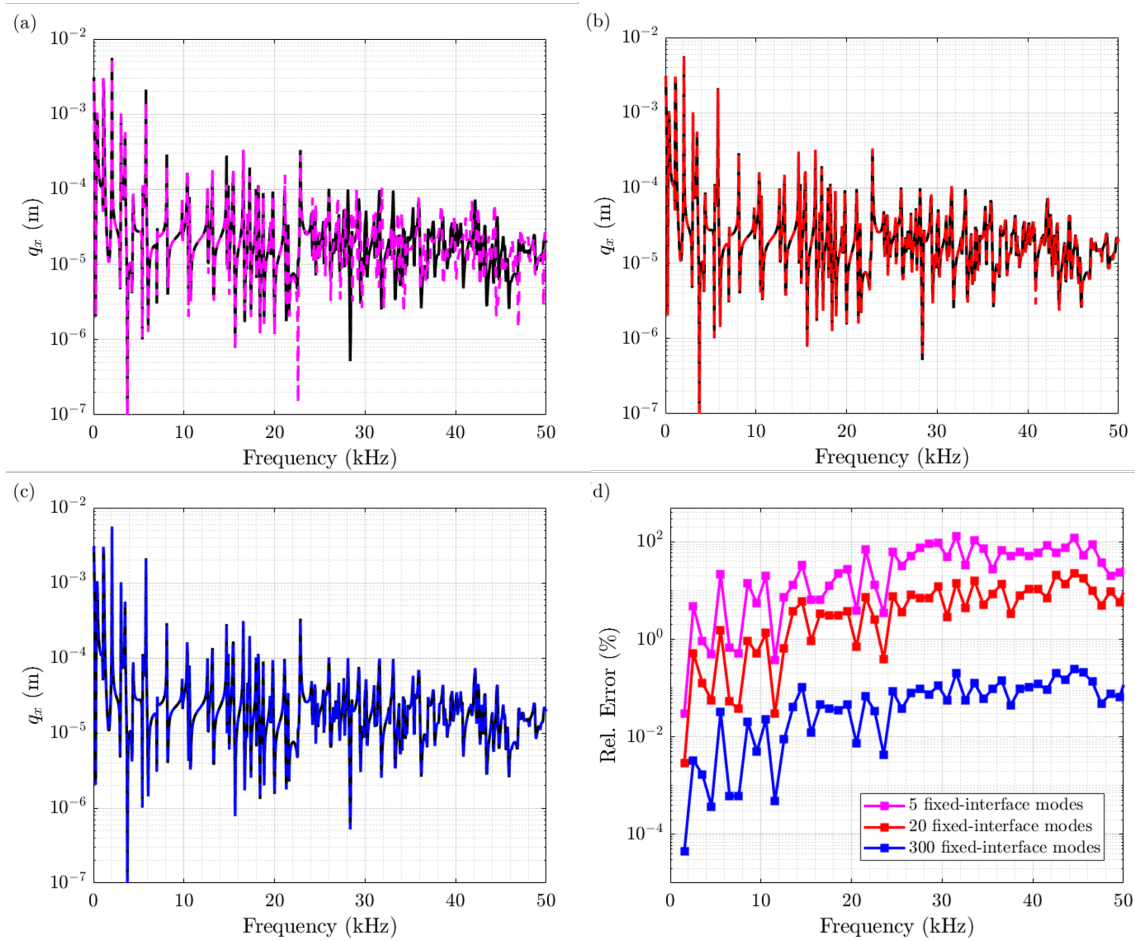 (a)
10^-2
10^-3
10^-4
10^-5
10^-6
10^-7
q_x (m)
0 10 20 30 40 50
Frequency (kHz)
(b)
10^-2
10^-3
10^-4
10^-5
10^-6
10^-7
q_x (m)
0 10 20 30 40 50
Frequency (kHz)
(c)
10^-2
10^-3
10^-4
10^-5
10^-6
10^-7
q_x (m)
0 10 20 30 40 50
Frequency (kHz)
d)
10^2
10^0
10^-2
10^-4
Rel. Error (%)
5 fixed-interface modes
20 fixed-interface modes
300 fixed-interface modes
0 10 20 30 40 50
Frequency (kHz)